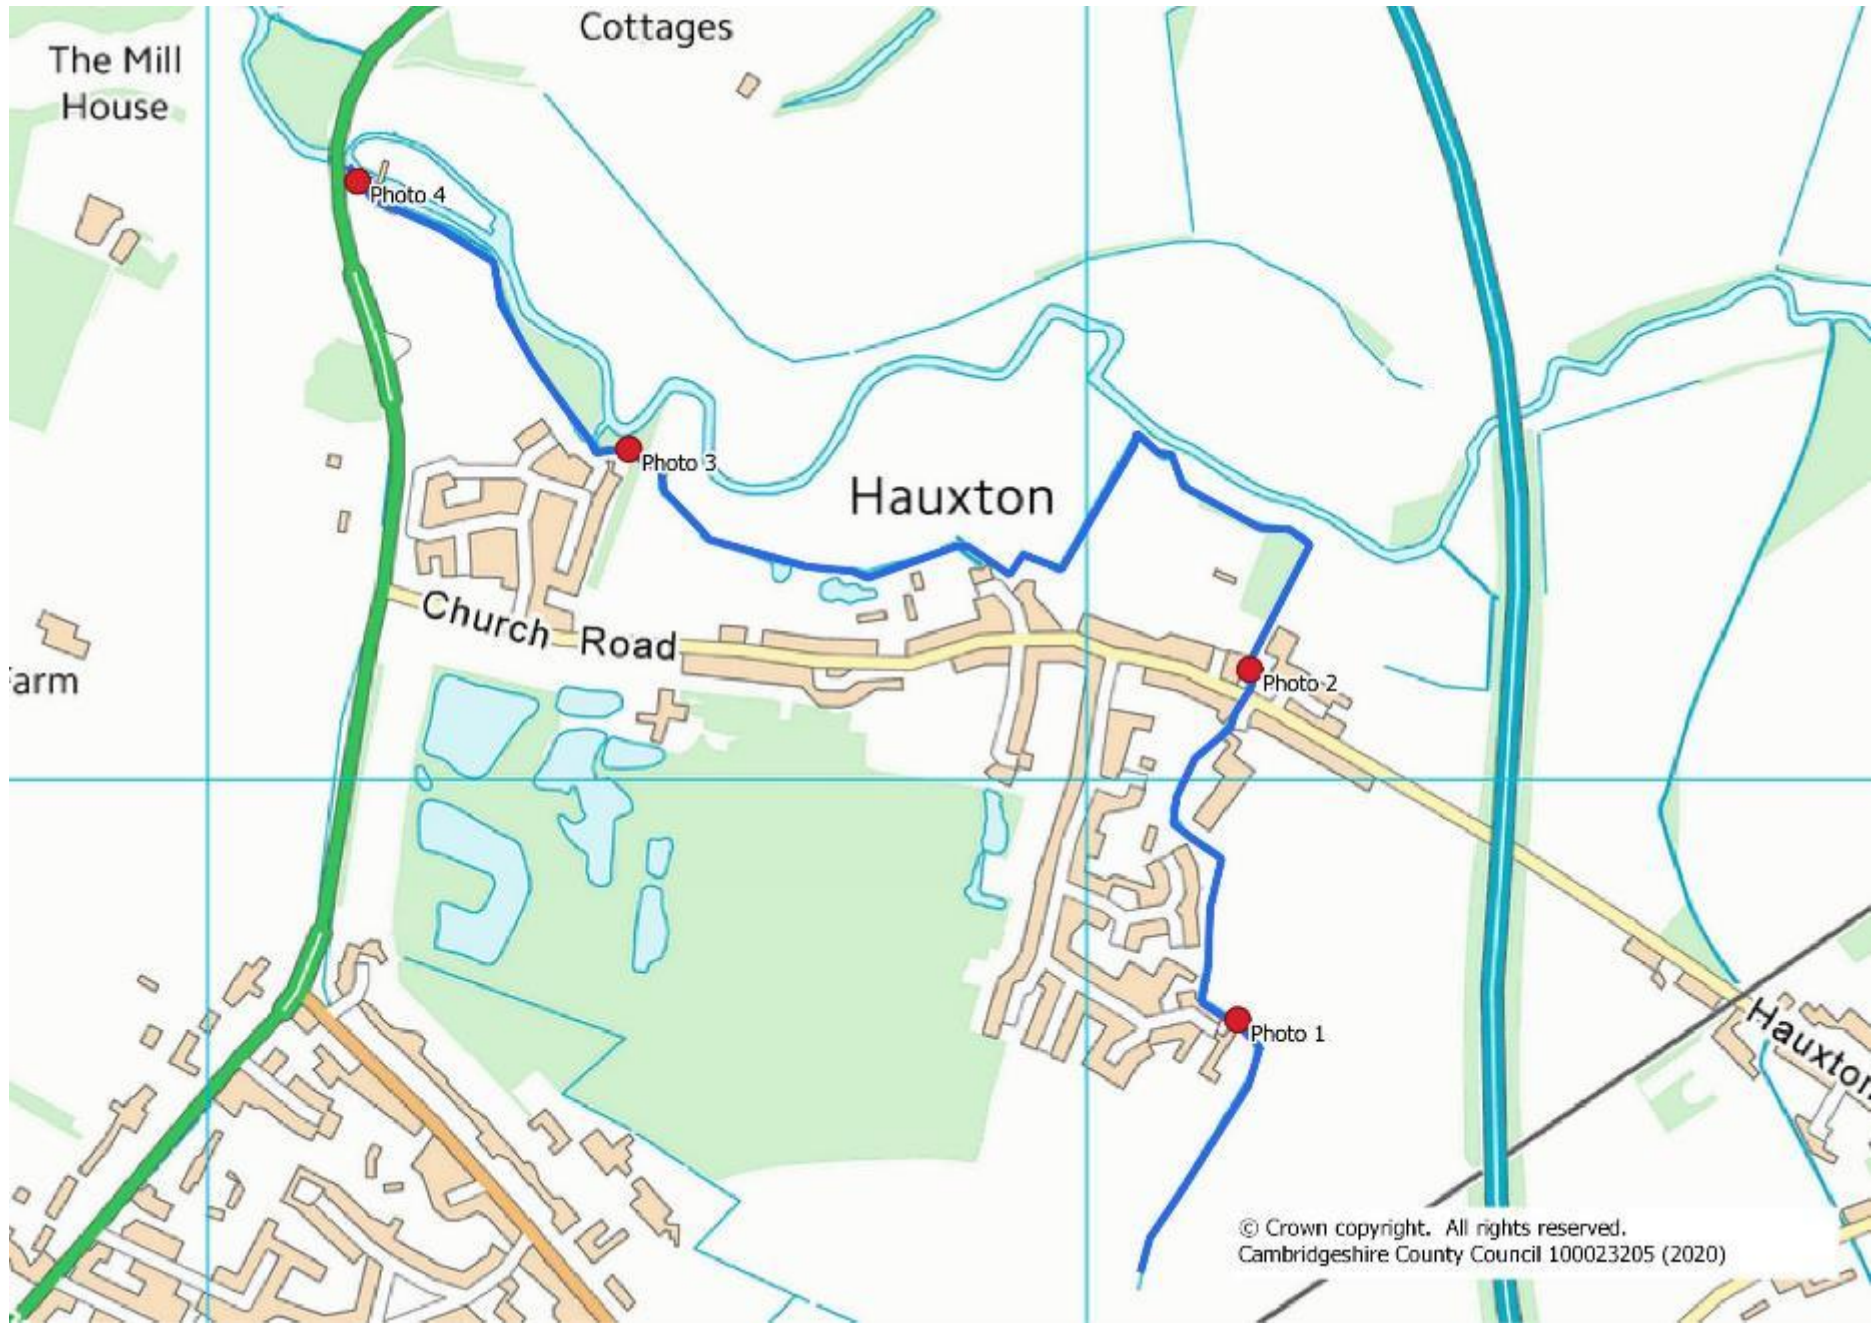 Cottages
The Mill
House
Photo 4
Photo 3
Hauxton
Church Road
arm
Photo 2
Photo 1
Hauxton
© Crown copyright. All rights reserved.
Cambridgeshire County Council 100023205 (2020)